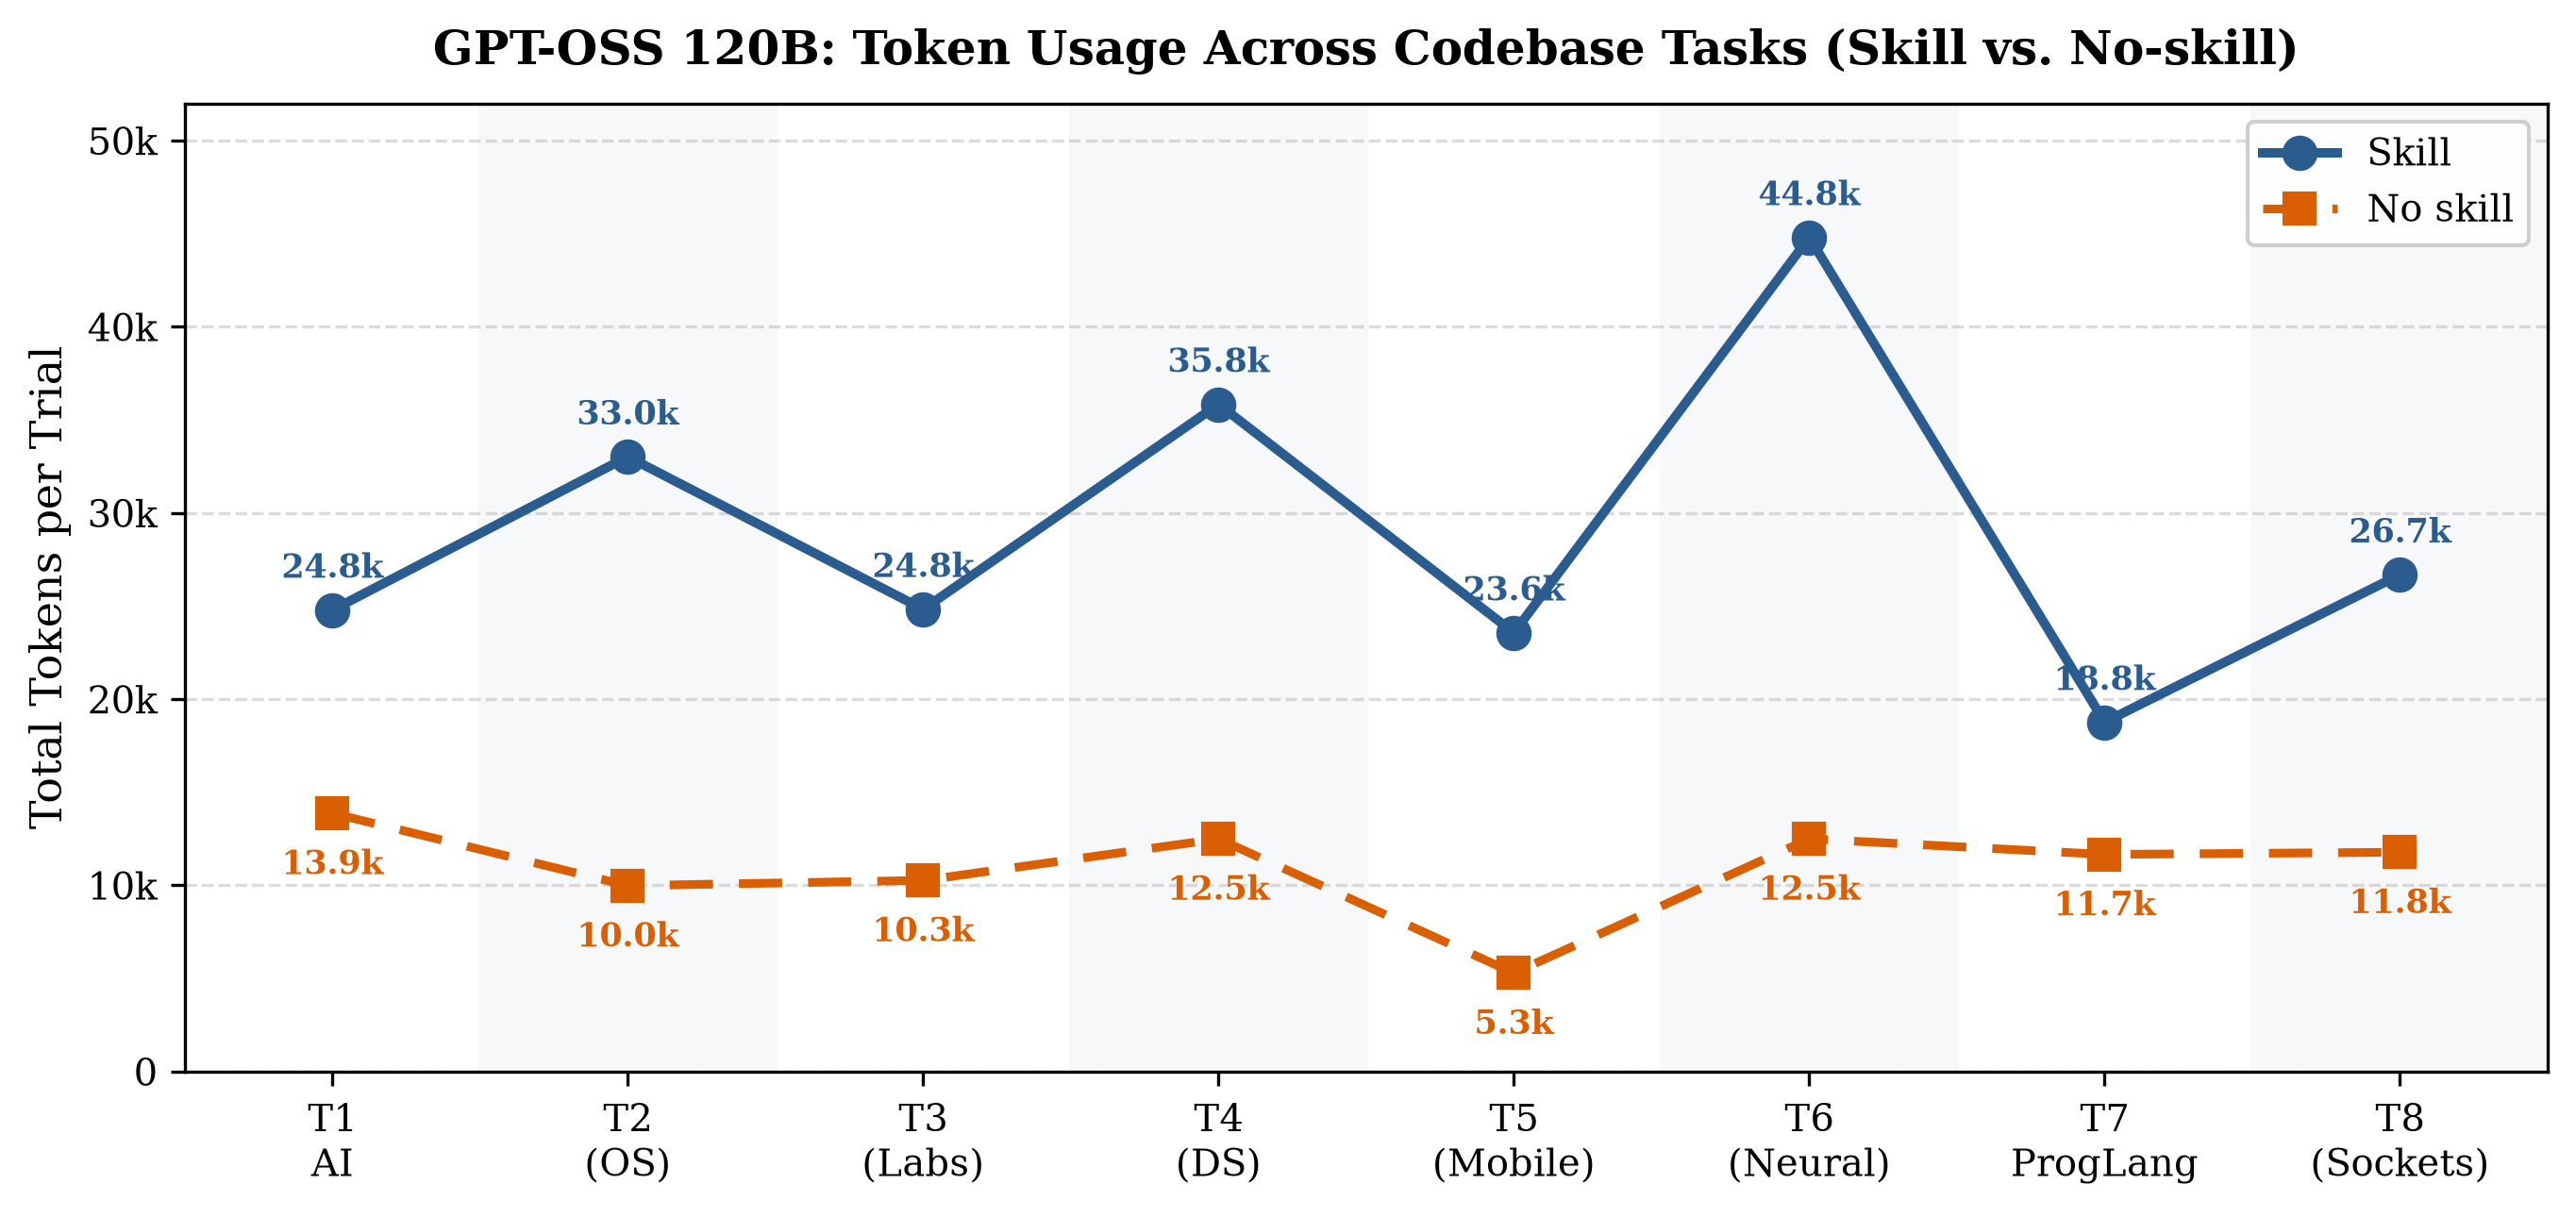 GPT-OSS 120B: Token Usage Across Codebase Tasks (Skill vs. No-skill)
Total Tokens per Trial
50k
40k
30k
20k
10k
0
Skill
No skill
24.8k
33.0k
24.8k
35.8k
23.6k
44.8k
18.8k
26.7k
13.9k
10.0k
10.3k
12.5k
5.3k
12.5k
11.7k
11.8k
T1
AI
T2
(OS)
T3
(Labs)
T4
(DS)
T5
(Mobile)
T6
(Neural)
T7
ProgLang
T8
(Sockets)